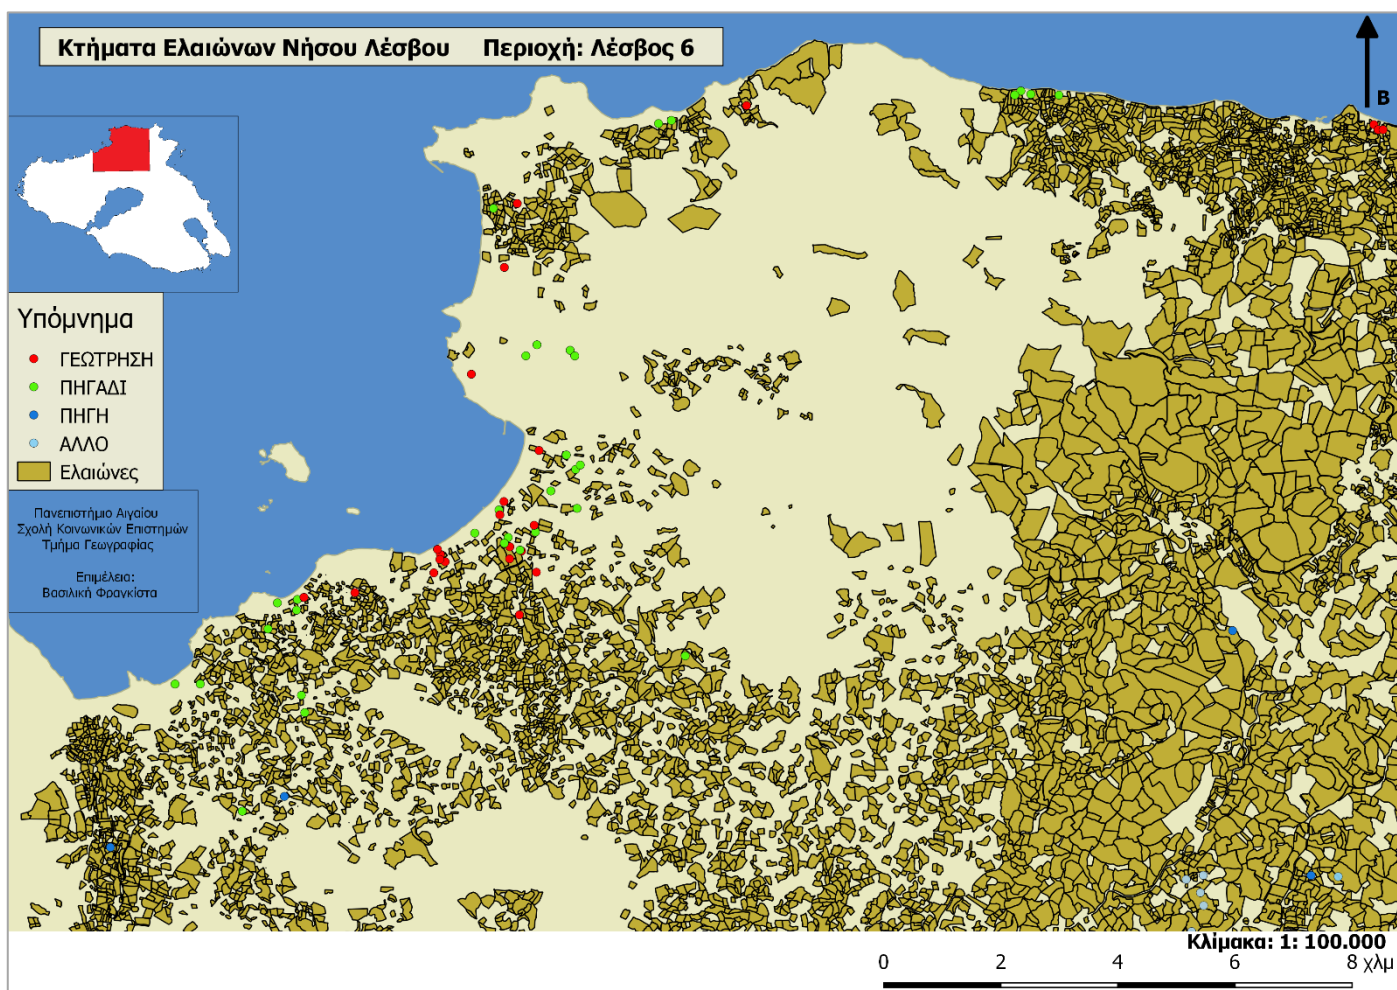 Κτήματα Ελαιώνων Νήσου Λέσβου Περιοχή: Λέσβος 6
Β
Υπόμνημα
ΓΕΩΤΡΗΣΗ
ΠΗΓΑΔΙ
ΠΗΓΗ
ΑΛΛΟ
Ελαιώνες
Πανεπιστήμιο Αιγαίου
Σχολή Κοινωνικών Επιστημών
Τμήμα Γεωγραφίας
Επιμέλεια:
Βασιλική Φραγκίστα
Κλίμακα: 1: 100.000
0 2 4 6 8 χλμ